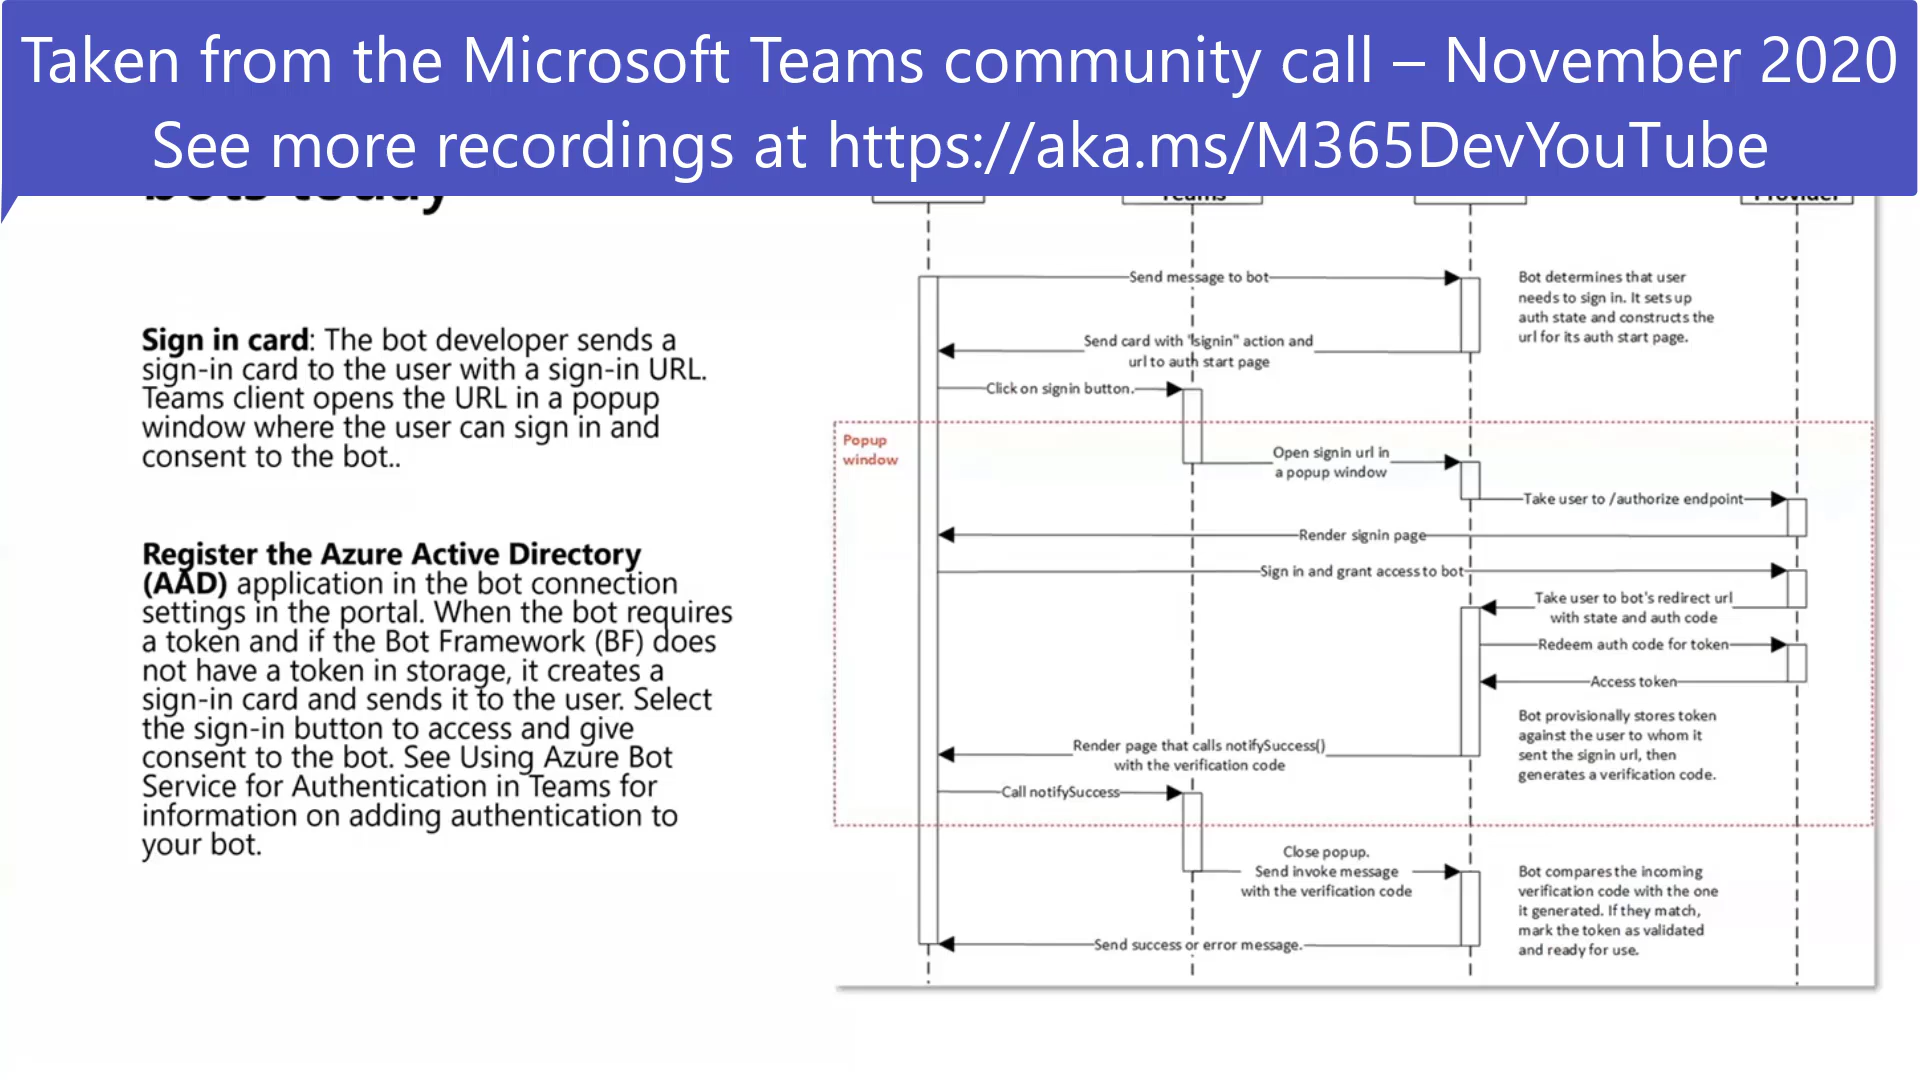 Taken from the Microsoft Teams community call – November 2020
See more recordings at https://aka.ms/M365DevYouTube
bots today
Teams
Provider
Sign in card: The bot developer sends a
sign-in card to the user with a sign-in URL.
Teams client opens the URL in a popup
window where the user can sign in and
consent to the bot..
Register the Azure Active Directory
(AAD) application in the bot connection
settings in the portal. When the bot requires
a token and if the Bot Framework (BF) does
not have a token in storage, it creates a
sign-in card and sends it to the user. Select
the sign-in button to access and give
consent to the bot. See Using Azure Bot
Service for Authentication in Teams for
information on adding authentication to
your bot.
Send message to bot
Bot determines that user
needs to sign in. It sets up
auth state and constructs the
url for its auth start page.
Send card with "signin" action and
url to auth start page
Click on signin button.
Popup
window
Open signin url in
a popup window
Take user to /authorize endpoint
Render signin page
Sign in and grant access to bot
Take user to bot's redirect url
with state and auth code
Redeem auth code for token
Access token
Bot provisionally stores token
against the user to whom it
sent the signin url, then
generates a verification code.
Render page that calls notifySuccess()
with the verification code
Call notifySuccess
Close popup.
Send invoke message
with the verification code
Bot compares the incoming
verification code with the one
it generated. If they match,
mark the token as validated
and ready for use.
Send success or error message.